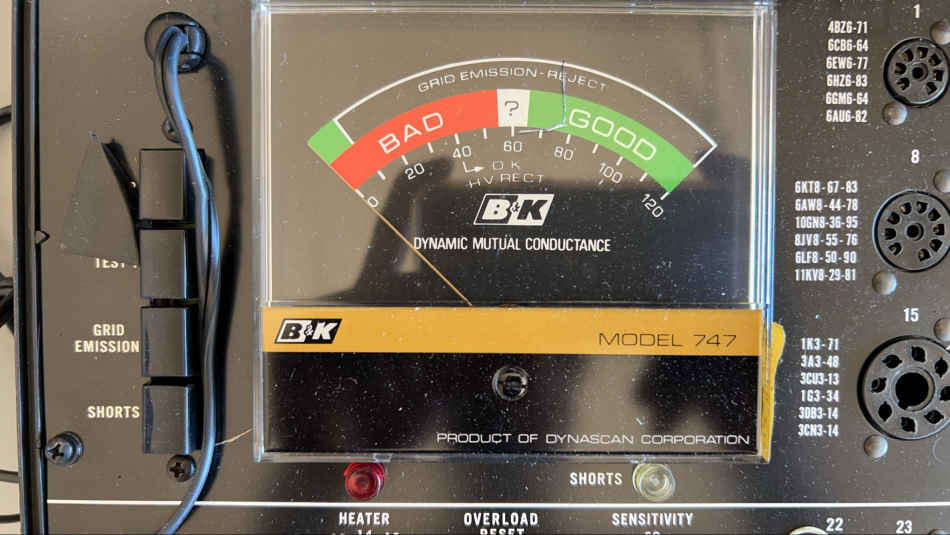 GRID EMISSION-REJECT
BAD
?
GOOD
0
20
40
60
80
100
120
OK
HV RECT
B&K
DYNAMIC MUTUAL CONDUCTANCE
B&K
MODEL 747
PRODUCT OF DYNASCAN CORPORATION
TEST
GRID
EMISSION
SHORTS
SHORTS
HEATER
OVERLOAD
RESET
SENSITIVITY
1
4BZ6-71
6CB6-64
6EW6-77
6HZ6-83
6GM6-64
6AU6-82
8
6KT8-67-83
6AW8-44-78
10GN8-36-95
8JV8-55-76
6LF8-50-90
11KV8-29-81
15
1K3-71
3A3-48
3CU3-13
1G3-34
3DB3-14
3CN3-14
22
23